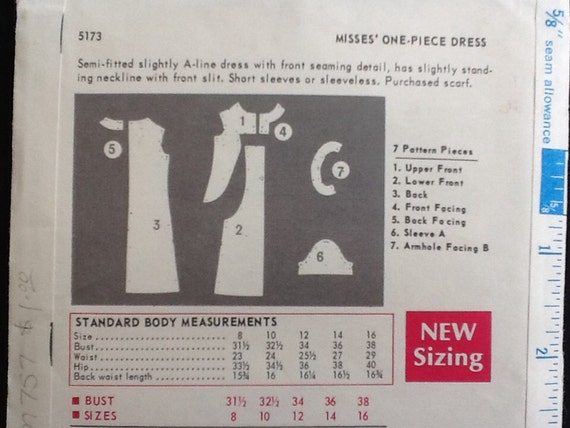 5173 MISSES' ONE-PIECE DRESS
Semi-fitted slightly A-line dress with front seaming detail, has slightly stand-
ing neckline with front slit. Short sleeves or sleeveless. Purchased scarf.
1
4
5
7
3
2
6
7 Pattern Pieces
1. Upper Front
2. Lower Front
3. Back
4. Front Facing
5. Back Facing
6. Sleeve A
7. Armhole Facing B
STANDARD BODY MEASUREMENTS
Size 8 10 12 14 16
Bust 31½ 32½ 34 36 38
Waist 23 24 25½ 27 29
Hip 33½ 34½ 36 38 40
Back waist length 15¾ 16 16¼ 16½ 16¾
NEW
Sizing
BUST 31½ 32½ 34 36 38
SIZES 8 10 12 14 16
5/8" seam allowance
5/8
1
2
757 $1.